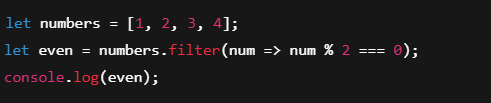 let numbers = [1, 2, 3, 4];
let even = numbers.filter(num => num % 2 === 0);
console.log(even);